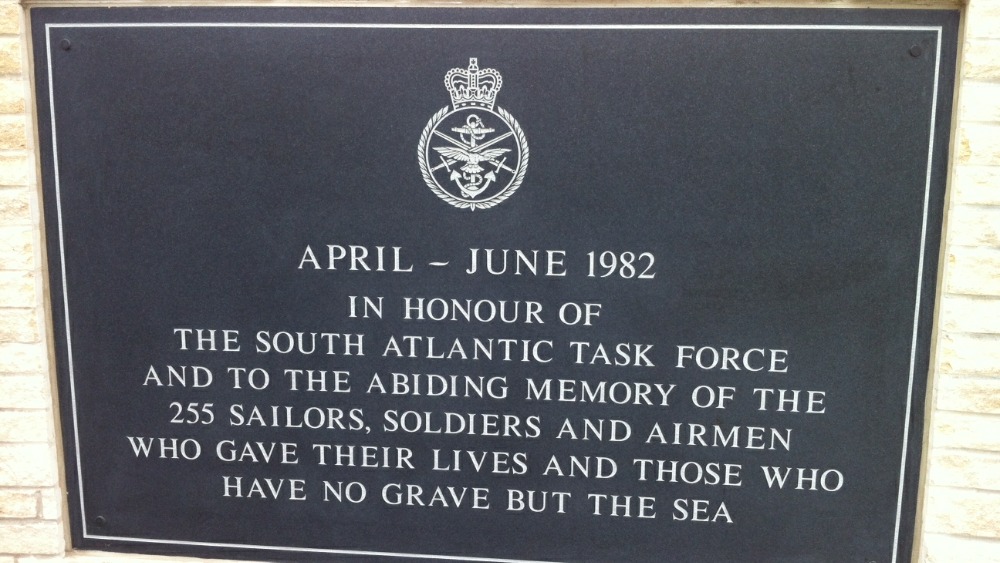 APRIL – JUNE 1982
IN HONOUR OF
THE SOUTH ATLANTIC TASK FORCE
AND TO THE ABIDING MEMORY OF THE
255 SAILORS, SOLDIERS AND AIRMEN
WHO GAVE THEIR LIVES AND THOSE WHO
HAVE NO GRAVE BUT THE SEA